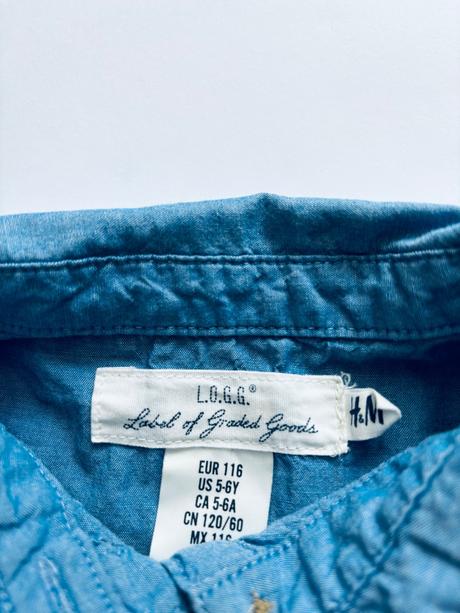 L.O.G.G.®
Label of Graded Goods
H&M
EUR 116
US 5-6Y
CA 5-6A
CN 120/60